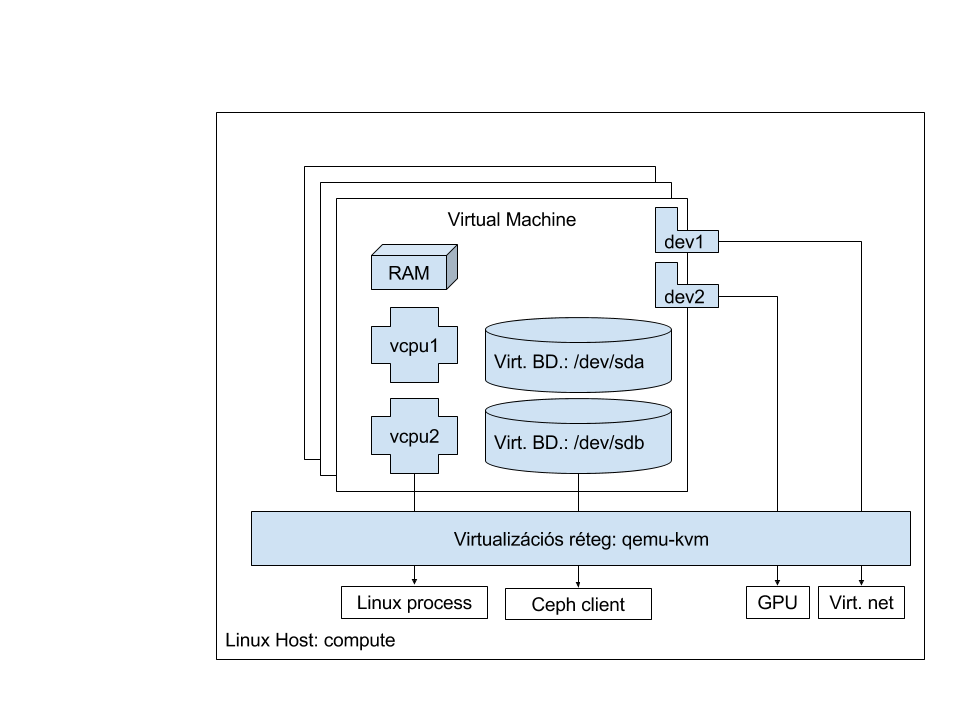 Virtual Machine
dev1
RAM
dev2
vcpu1
Virt. BD.: /dev/sda
vcpu2
Virt. BD.: /dev/sdb
Virtualizációs réteg: qemu-kvm
Linux process
Ceph client
GPU
Virt. net
Linux Host: compute